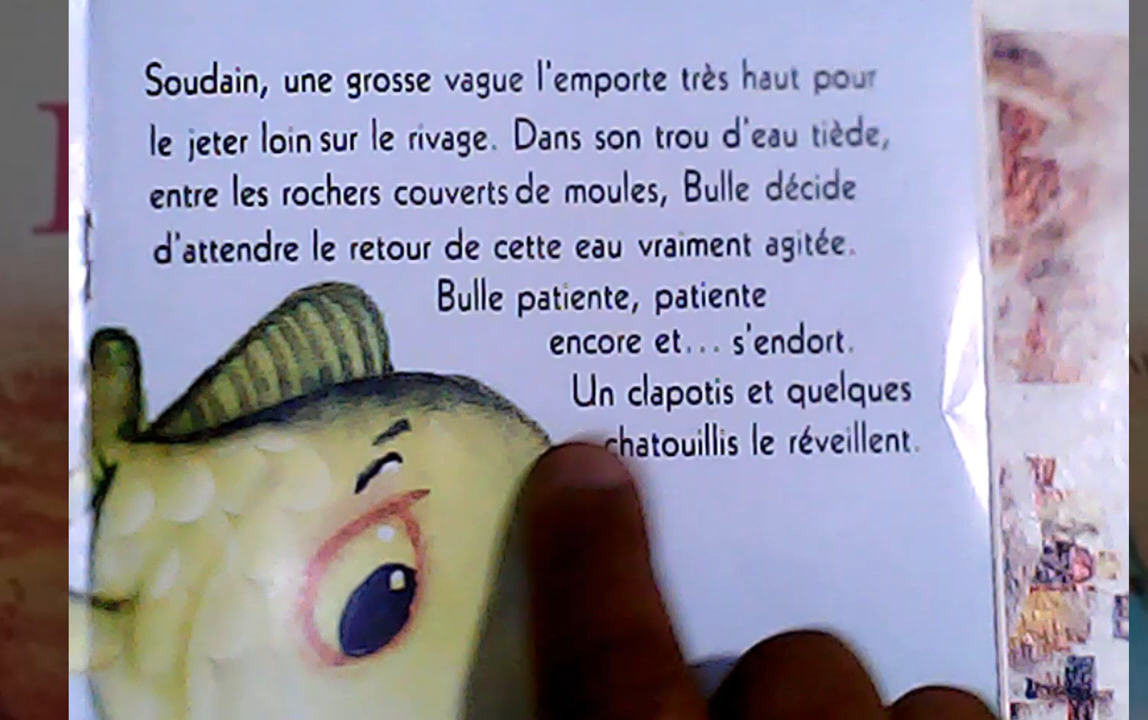 Soudain, une grosse vague l'emporte très haut pour
le jeter loin sur le rivage. Dans son trou d'eau tiède,
entre les rochers couverts de moules, Bulle décide
d'attendre le retour de cette eau vraiment agitée.
Bulle patiente, patiente
encore et... s'endort.
Un clapotis et quelques
chatouillis le réveillent.